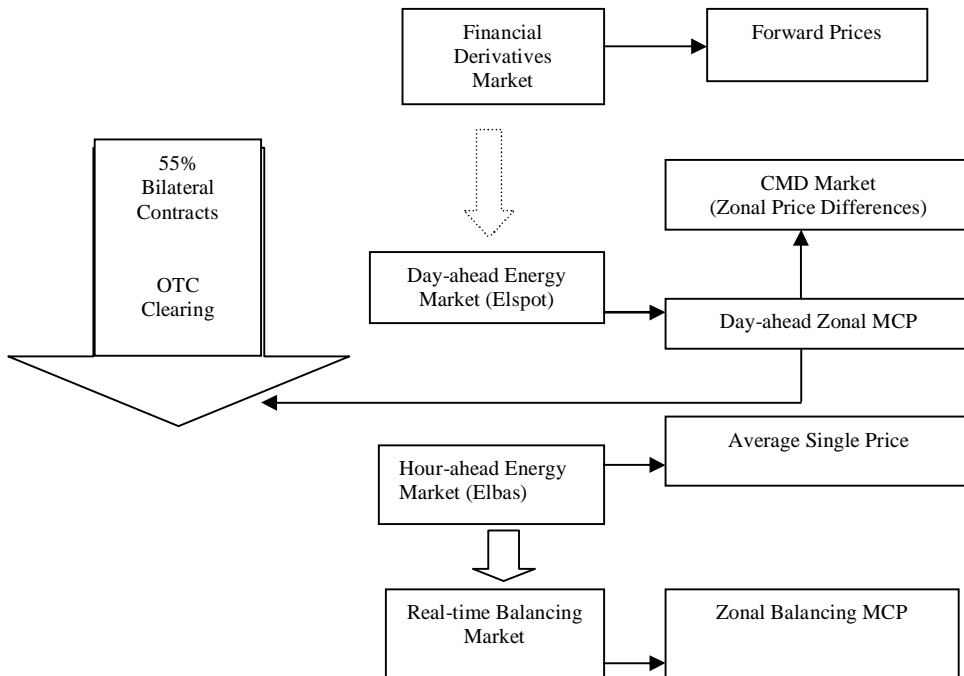 Financial
Derivatives
Market
Forward Prices
55%
Bilateral
Contracts
OTC
Clearing
CMD Market
(Zonal Price Differences)
Day-ahead Energy
Market (Elspot)
Day-ahead Zonal MCP
Average Single Price
Hour-ahead Energy
Market (Elbas)
Real-time Balancing
Market
Zonal Balancing MCP